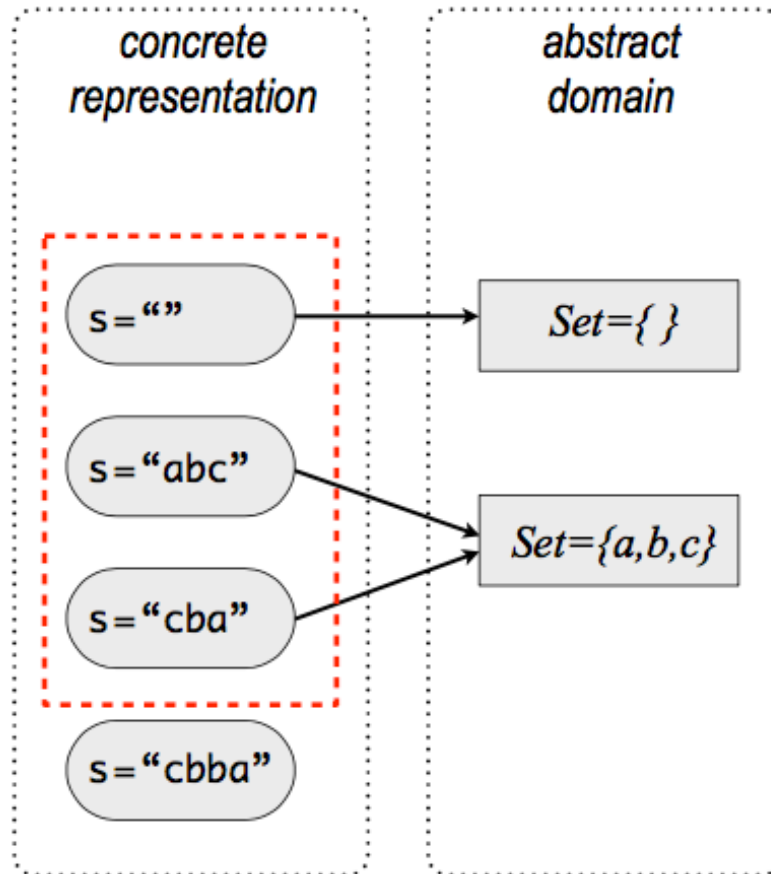 concrete
representation
abstract
domain
s=“”
Set={ }
s=“abc”
Set={a,b,c}
s=“cba”
s=“cbba”